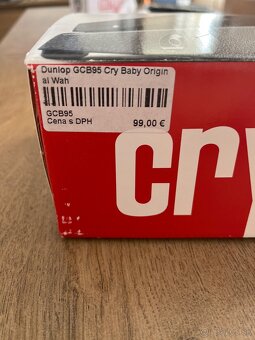 Dunlop GCB95 Cry Baby Origin
al Wah
GCB95
Cena s DPH 99,00 €
cry